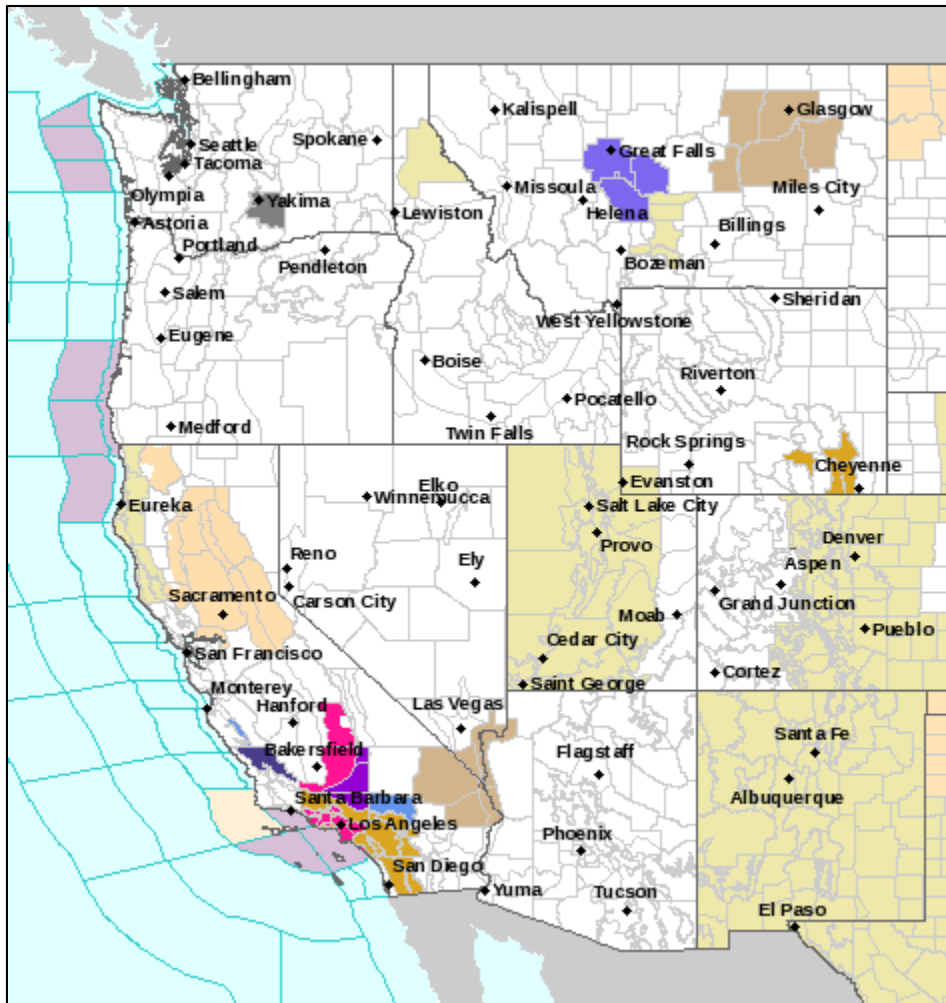 Bellingham
Kalispell
Glasgow
Spokane
Seattle
Great Falls
Tacoma
Olympia
Missoula
Miles City
Yakima
Helena
Lewiston
Astoria
Billings
Portland
Pendleton
Bozeman
Salem
Sheridan
West Yellowstone
Eugene
Boise
Riverton
Pocatello
Medford
Twin Falls
Rock Springs
Cheyenne
Elko
Evanston
Winnemucca
Eureka
Salt Lake City
Provo
Denver
Reno
Ely
Aspen
Sacramento
Carson City
Grand Junction
Moab
Pueblo
Cedar City
San Francisco
Cortez
Saint George
Monterey
Hanford
Las Vegas
Santa Fe
Bakersfield
Flagstaff
Albuquerque
Santa Barbara
Los Angeles
Phoenix
San Diego
Yuma
Tucson
El Paso